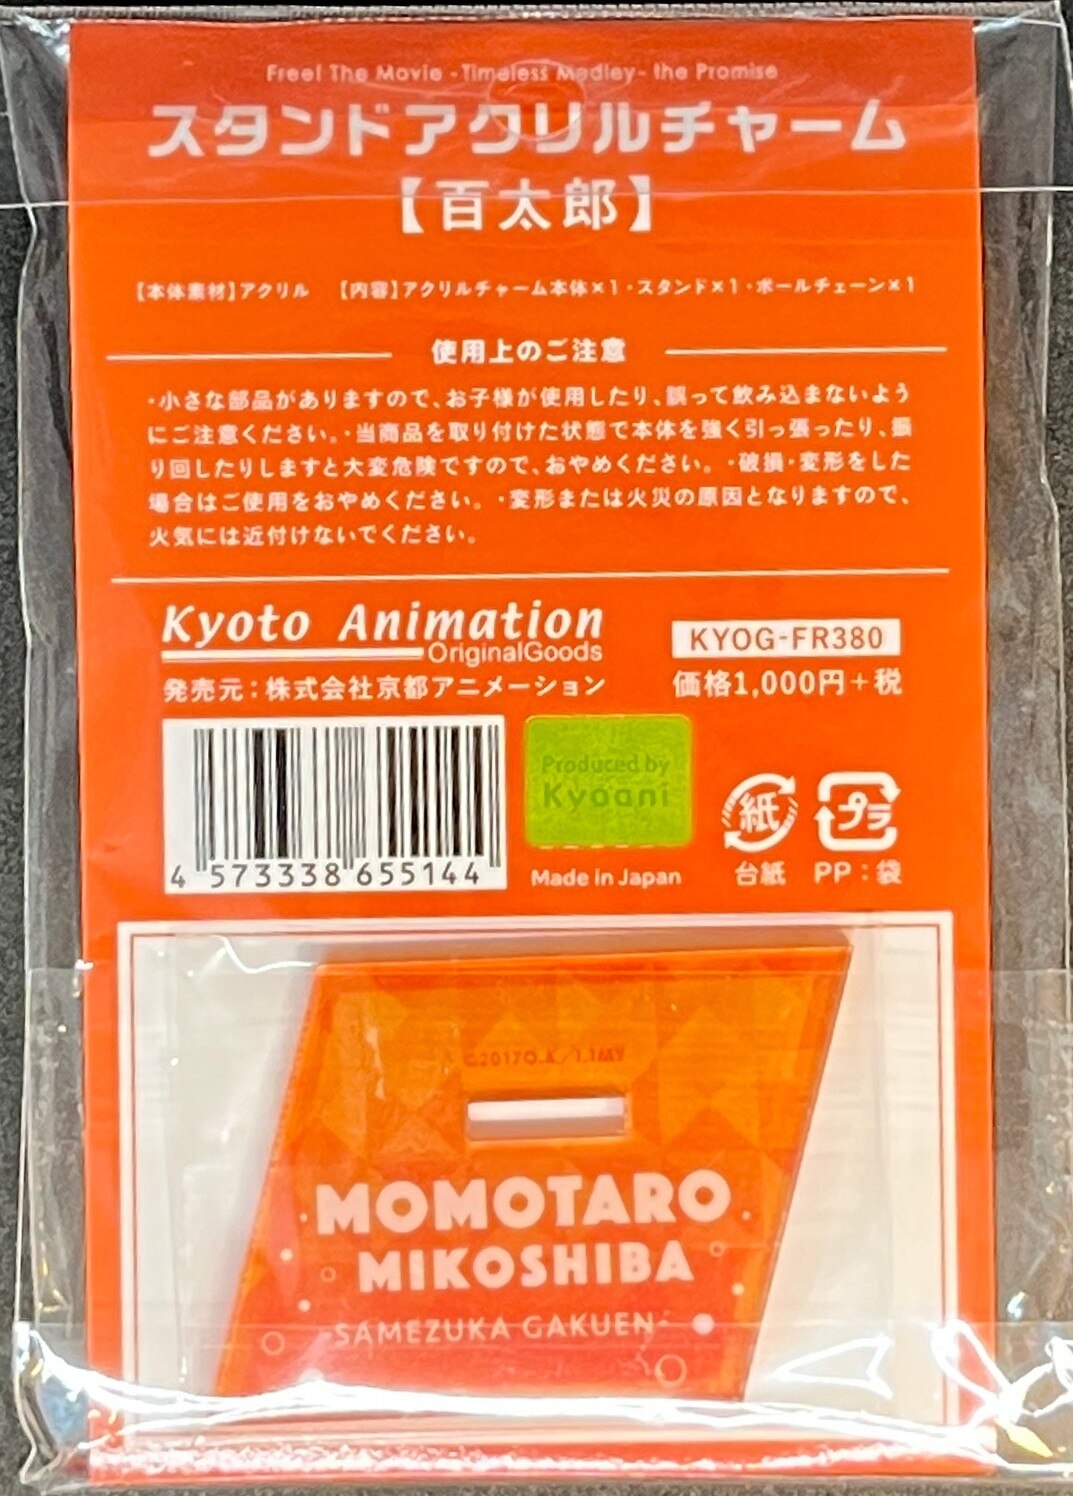 Free! The Movie -Timeless Medley- the Promise
スタンドアクリルチャーム
【百太郎】
【本体素材】アクリル 【内容】アクリルチャーム本体×1・スタンド×1・ボールチェーン×1
使用上のご注意
・小さな部品がありますので、お子様が使用したり、誤って飲み込まないよう
にご注意ください。・当商品を取り付けた状態で本体を強く引っ張ったり、振
り回したりしますと大変危険ですので、おやめください。・破損・変形をした
場合はご使用をおやめください。・変形または火災の原因となりますので、
火気には近付けないでください。
Kyoto Animation
OriginalGoods
KYOG-FR380
発売元：株式会社京都アニメーション
価格1,000円+税
4 573338 655144
Produced by
Kyoani
Made in Japan
紙
台紙
プラ
PP：袋
MOMOTARO
MIKOSHIBA
-SAMEZUKA GAKUEN-